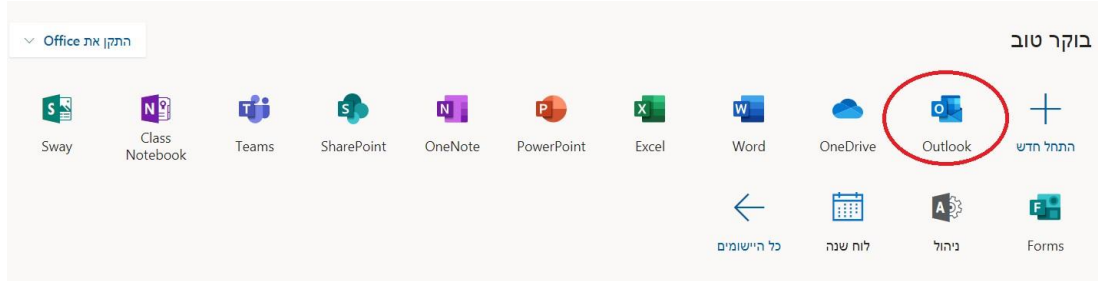 בוקר טוב
התקן את Office
התחל חדש
Outlook
OneDrive
Word
Excel
PowerPoint
OneNote
SharePoint
Teams
Class
Notebook
Sway
Forms
ניהול
לוח שנה
כל היישומים